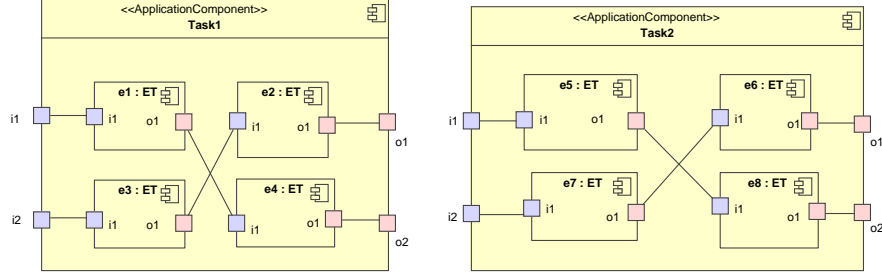 <<ApplicationComponent>>
Task1
e1 : ET
e2 : ET
i1
i1
o1
i1
o1
e3 : ET
e4 : ET
i2
i1
o1
i1
o1
o2
<<ApplicationComponent>>
Task2
e5 : ET
e6 : ET
i1
i1
o1
i1
o1
o1
e7 : ET
e8 : ET
i2
i1
o1
i1
o1
o2
o1